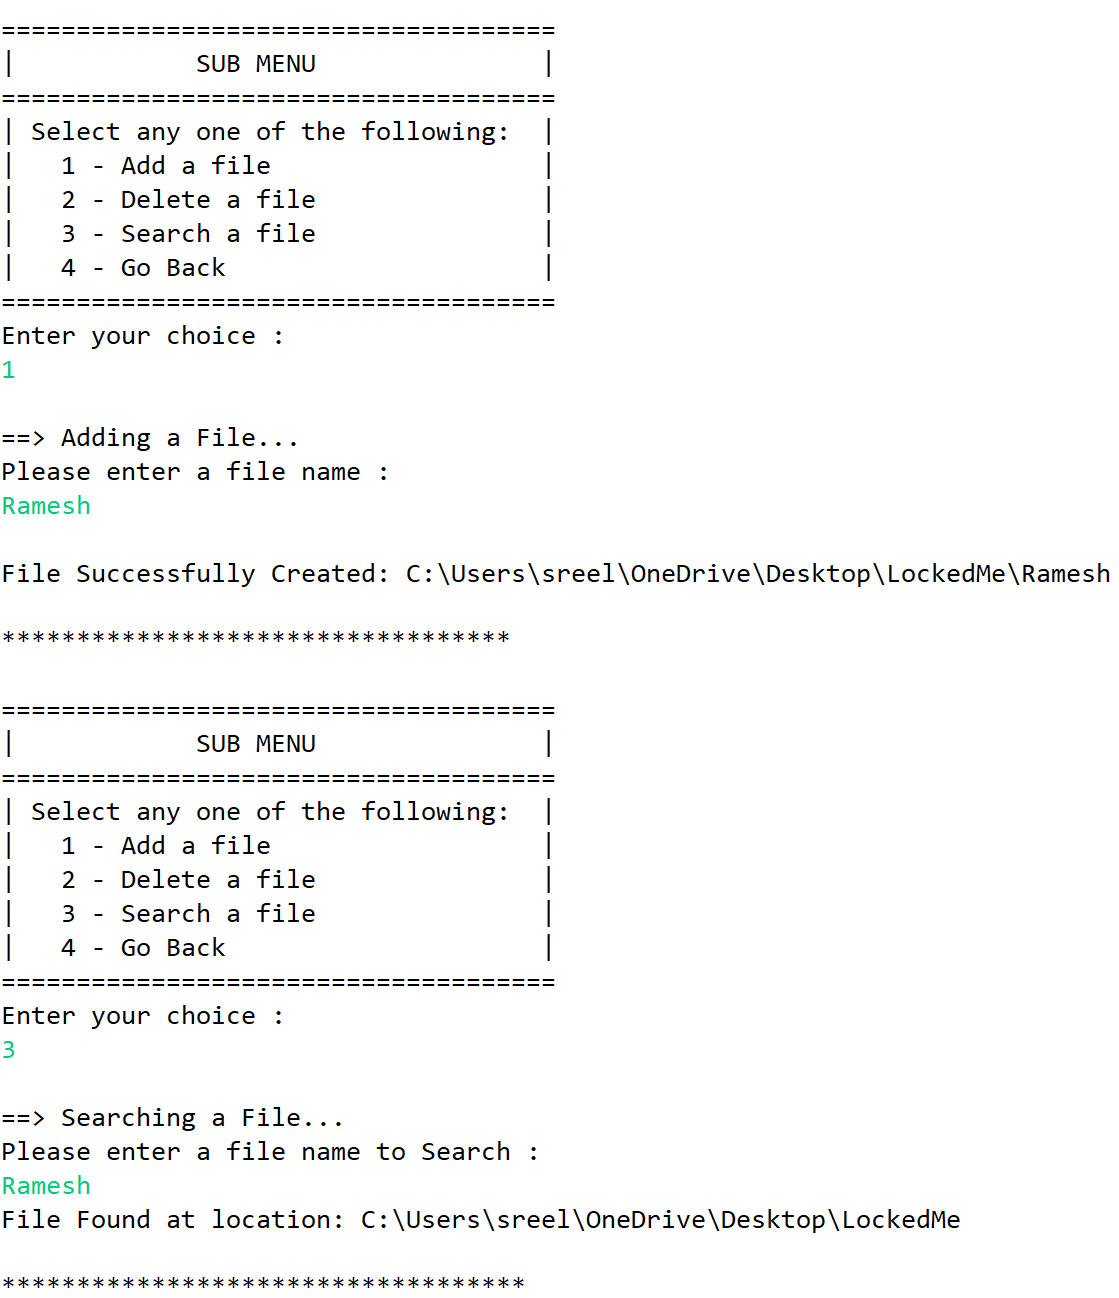 =====================================
|            SUB MENU               |
=====================================
| Select any one of the following:  |
|   1 - Add a file                  |
|   2 - Delete a file               |
|   3 - Search a file               |
|   4 - Go Back                     |
=====================================
Enter your choice :
1
==> Adding a File...
Please enter a file name :
Ramesh
File Successfully Created: C:\Users\sreel\OneDrive\Desktop\LockedMe\Ramesh
**********************************
=====================================
|            SUB MENU               |
=====================================
| Select any one of the following:  |
|   1 - Add a file                  |
|   2 - Delete a file               |
|   3 - Search a file               |
|   4 - Go Back                     |
=====================================
Enter your choice :
3
==> Searching a File...
Please enter a file name to Search :
Ramesh
File Found at location: C:\Users\sreel\OneDrive\Desktop\LockedMe
***********************************